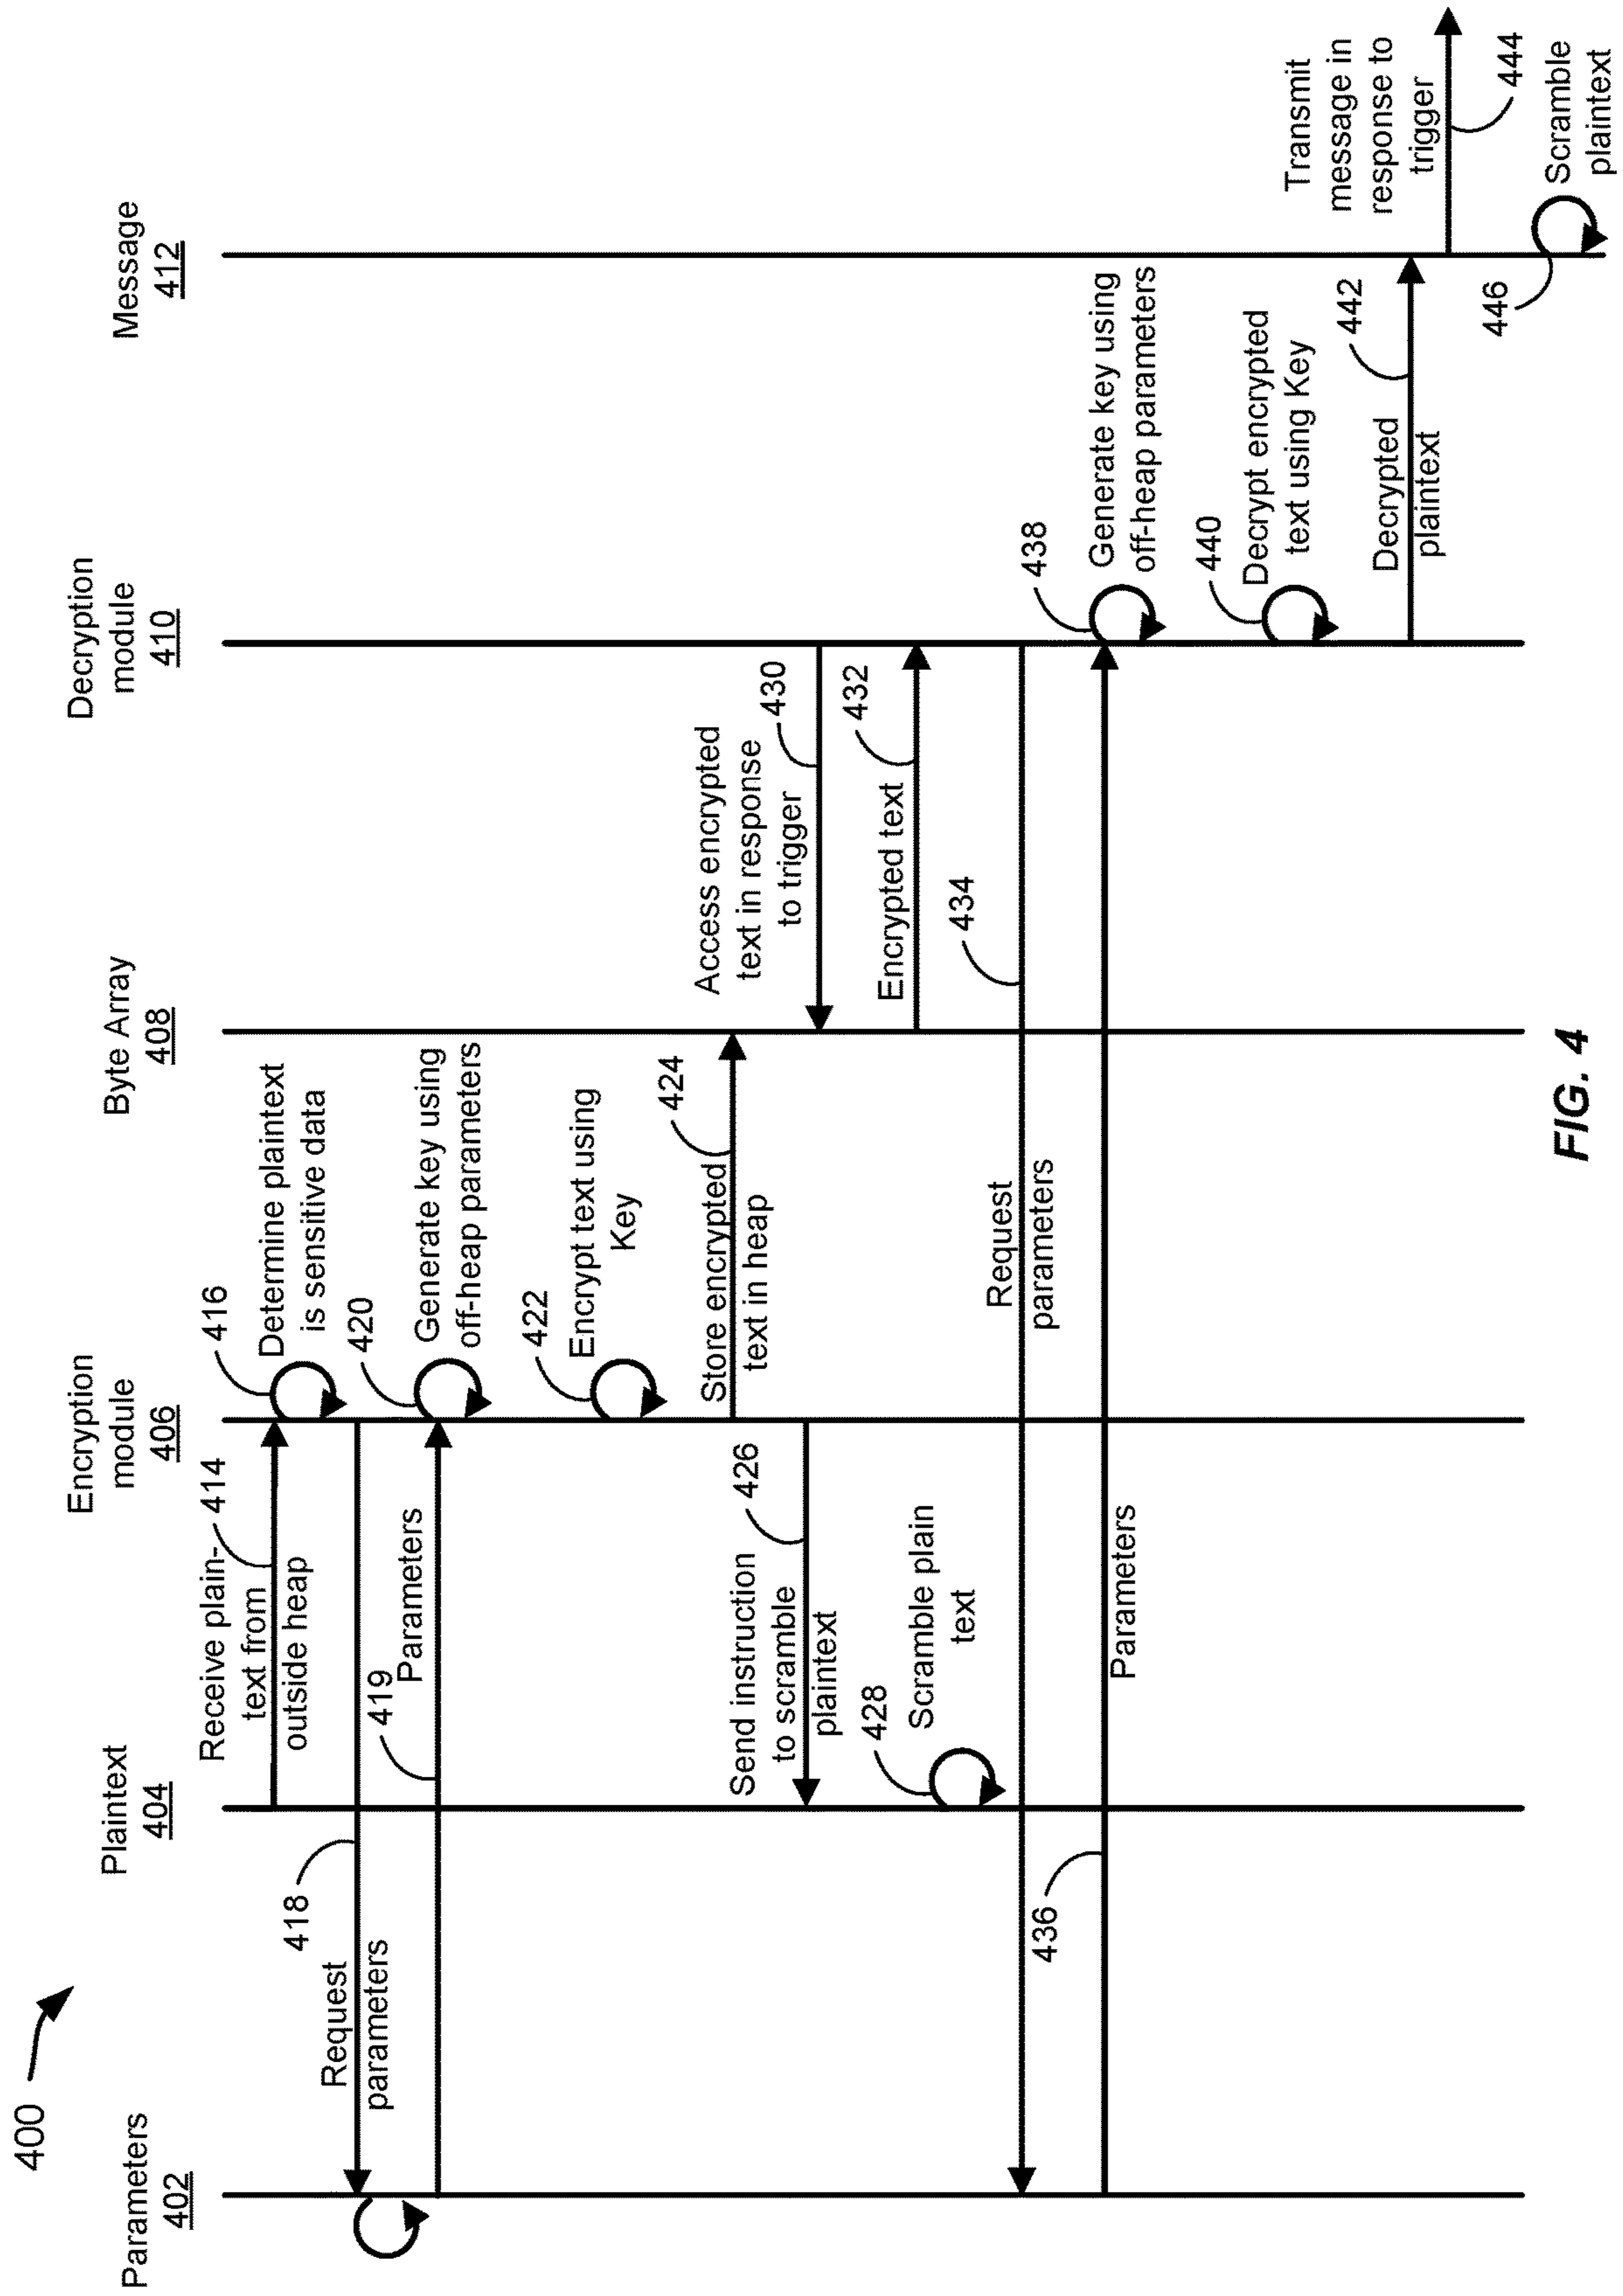 400
Parameters
402
Plaintext
404
Encryption
module
406
Byte Array
408
Decryption
module
410
Message
412
Receive plain-
text from
outside heap
414
416
Determine plaintext
is sensitive data
418
Request
parameters
419
Parameters
420
Generate key using
off-heap parameters
422
Encrypt text using
Key
Store encrypted
text in heap
424
Send instruction
to scramble
plaintext
426
428
Scramble plain
text
Access encrypted
text in response
to trigger
430
Encrypted text
432
434
Request
parameters
436
Parameters
438
Generate key using
off-heap parameters
440
Decrypt encrypted
text using Key
Decrypted
plaintext
442
Transmit
message in
response to
trigger
444
446
Scramble
plaintext
FIG. 4